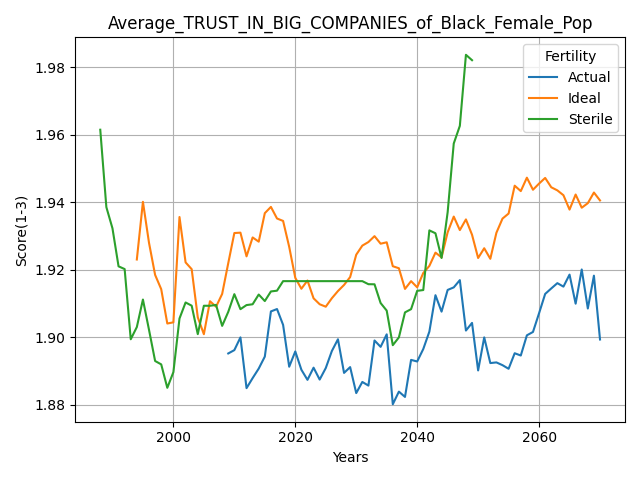 Average_TRUST_IN_BIG_COMPANIES_of_Black_Female_Pop
Score(1-3)
1.98
1.96
1.94
1.92
1.90
1.88
Fertility
Actual
Ideal
Sterile
2000
2020
2040
2060
Years